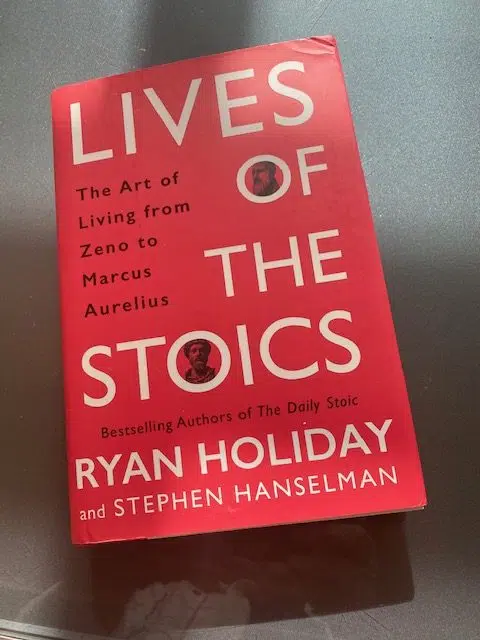 LIVES
OF
The Art of
Living from
Zeno to
Marcus
Aurelius
THE
STOICS
Bestselling Authors of The Daily Stoic
RYAN HOLIDAY
and STEPHEN HANSELMAN